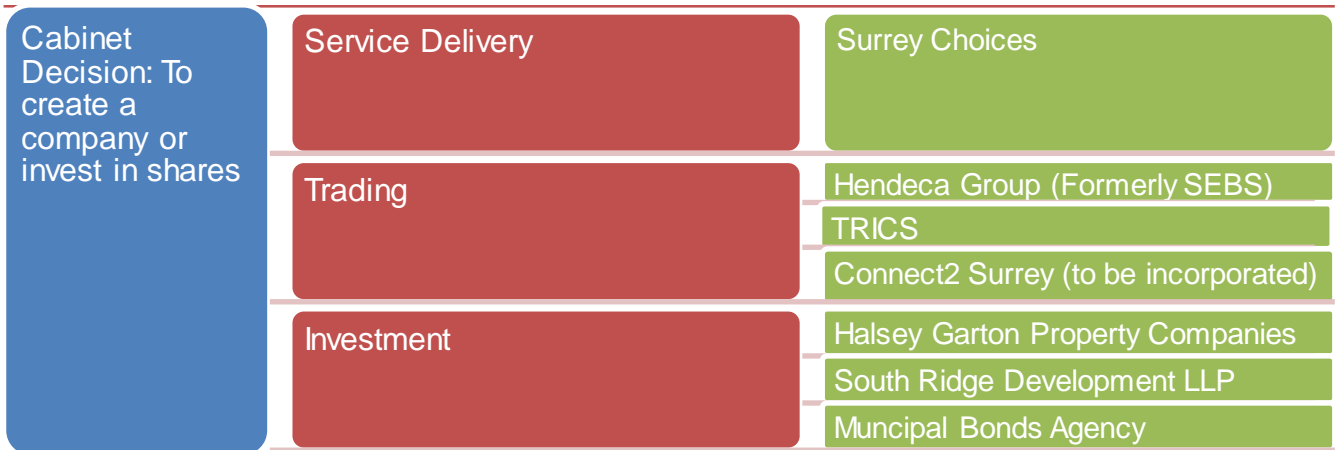 Cabinet
Decision: To
create a
company or
invest in shares
Service Delivery
Surrey Choices
Trading
Hendeca Group (Formerly SEBS)
TRICS
Connect2 Surrey (to be incorporated)
Investment
Halsey Garton Property Companies
South Ridge Development LLP
Muncipal Bonds Agency